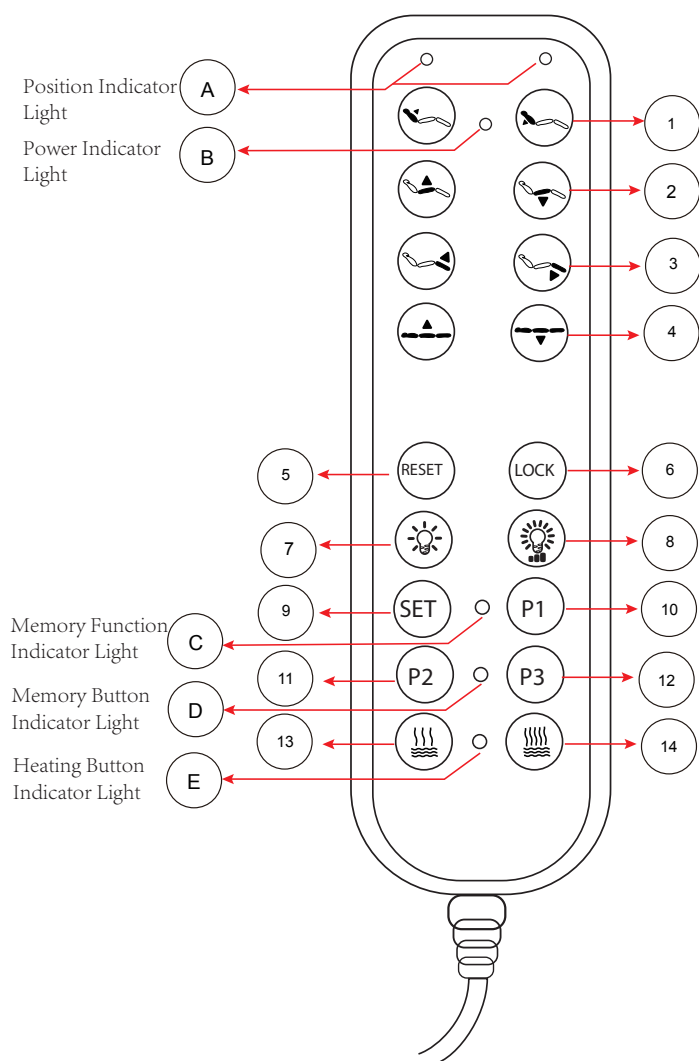 Position Indicator
Light
A
Power Indicator
Light
B
1
2
3
4
5
RESET
LOCK
6
7
8
9
SET
P1
10
Memory Function
Indicator Light
C
11
P2
P3
12
Memory Button
Indicator Light
D
13
14
Heating Button
Indicator Light
E